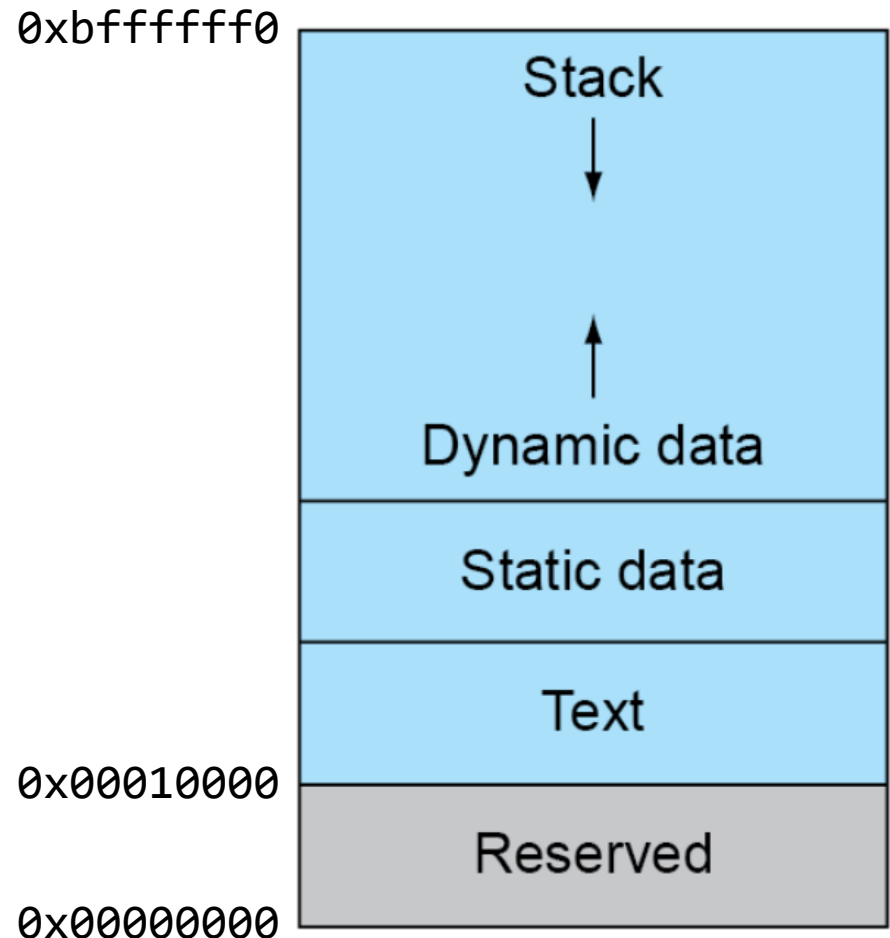 0xbffffff0
Stack
Dynamic data
Static data
Text
0x00010000
Reserved
0x00000000